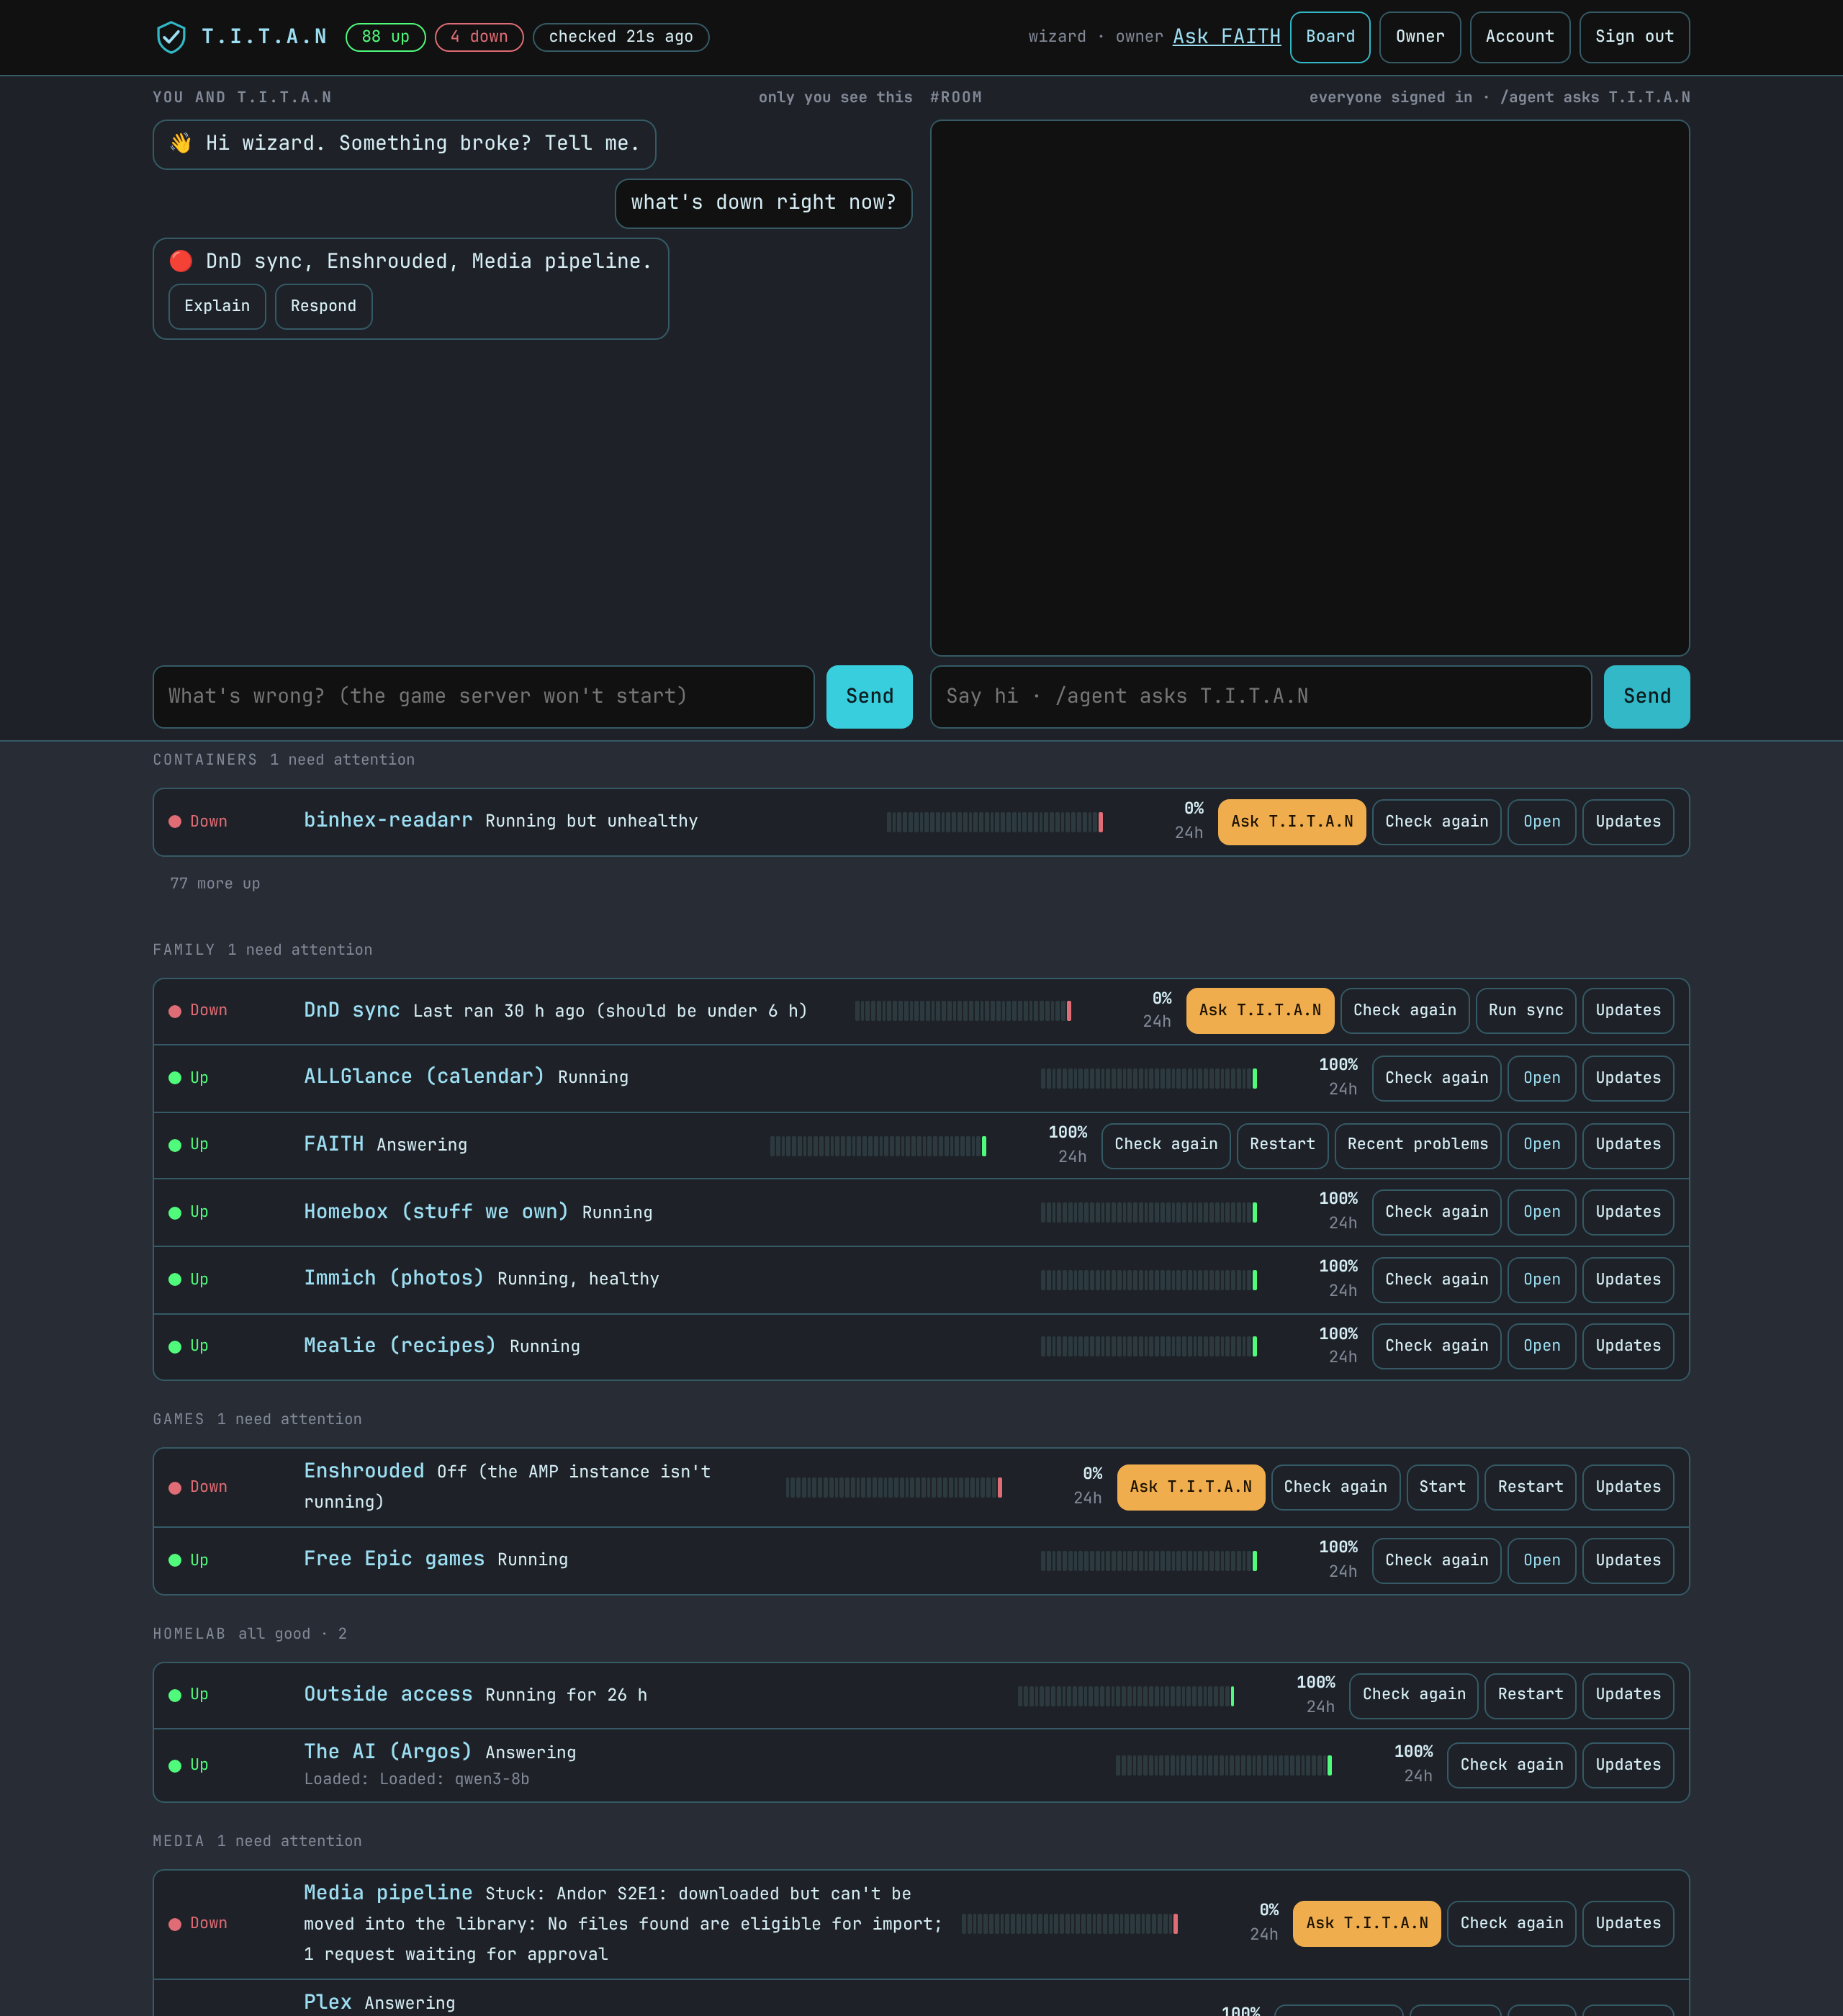 T.I.T.A.N 88 up 4 down checked 21s ago wizard · owner Ask FAITH Board Owner Account Sign out
YOU AND T.I.T.A.N only you see this
👋 Hi wizard. Something broke? Tell me.
what's down right now?
🔴 DnD sync, Enshrouded, Media pipeline.
Explain Respond
What's wrong? (the game server won't start) Send
#ROOM everyone signed in · /agent asks T.I.T.A.N
Say hi · /agent asks T.I.T.A.N Send
CONTAINERS 1 need attention
Down binhex-readarr Running but unhealthy 0% 24h Ask T.I.T.A.N Check again Open Updates
77 more up
FAMILY 1 need attention
Down DnD sync Last ran 30 h ago (should be under 6 h) 0% 24h Ask T.I.T.A.N Check again Run sync Updates
Up ALLGlance (calendar) Running 100% 24h Check again Open Updates
Up FAITH Answering 100% 24h Check again Restart Recent problems Open Updates
Up Homebox (stuff we own) Running 100% 24h Check again Open Updates
Up Immich (photos) Running, healthy 100% 24h Check again Open Updates
Up Mealie (recipes) Running 100% 24h Check again Open Updates
GAMES 1 need attention
Down Enshrouded Off (the AMP instance isn't
running) 0% 24h Ask T.I.T.A.N Check again Start Restart Updates
Up Free Epic games Running 100% 24h Check again Open Updates
HOMELAB all good · 2
Up Outside access Running for 26 h 100% 24h Check again Restart Updates
Up The AI (Argos) Answering
Loaded: Loaded: qwen3-8b 100% 24h Check again Updates
MEDIA 1 need attention
Down Media pipeline Stuck: Andor S2E1: downloaded but can't be
moved into the library: No files found are eligible for import;
1 request waiting for approval 0% 24h Ask T.I.T.A.N Check again Updates
Plex Answering
100%